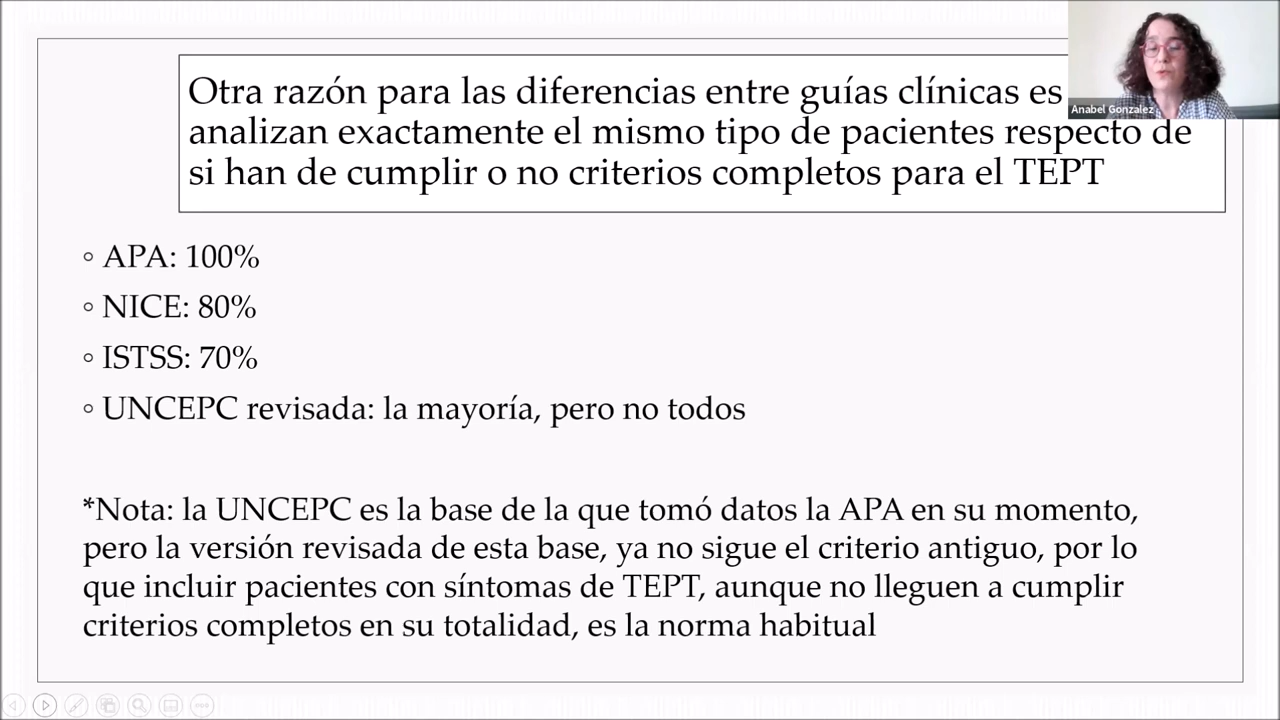 Otra razón para las diferencias entre guías clínicas es
analizan exactamente el mismo tipo de pacientes respecto de
si han de cumplir o no criterios completos para el TEPT
Anabel Gonzalez
◦ APA: 100%
◦ NICE: 80%
◦ ISTSS: 70%
◦ UNCEPC revisada: la mayoría, pero no todos
*Nota: la UNCEPC es la base de la que tomó datos la APA en su momento,
pero la versión revisada de esta base, ya no sigue el criterio antiguo, por lo
que incluir pacientes con síntomas de TEPT, aunque no lleguen a cumplir
criterios completos en su totalidad, es la norma habitual